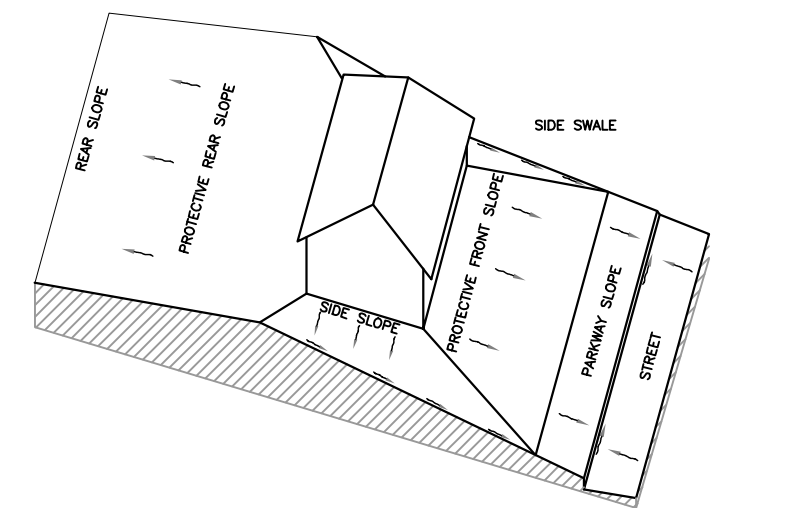 REAR SLOPE
PROTECTIVE REAR SLOPE
SIDE SWALE
SIDE SLOPE
PROTECTIVE FRONT SLOPE
PARKWAY SLOPE
STREET